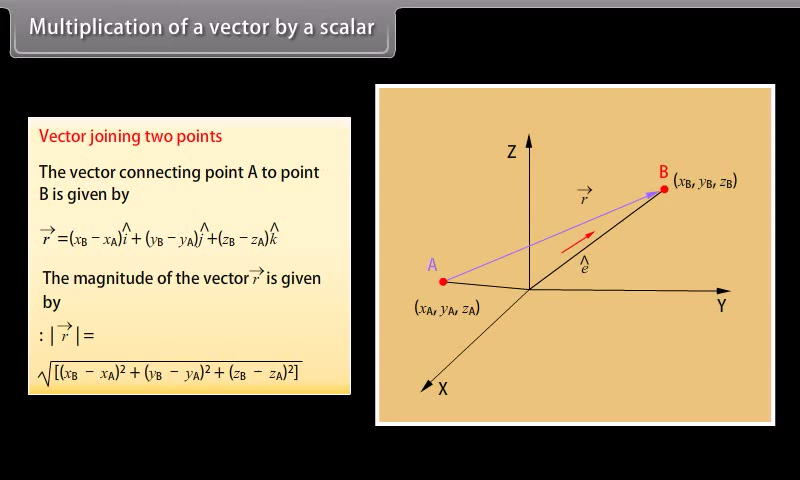 Multiplication of a vector by a scalar
Vector joining two points
The vector connecting point A to point
B is given by
r⃗ =(xB – xA)î + (yB – yA)ĵ +(zB – zA)k̂
The magnitude of the vector r⃗ is given
by
: | r⃗ | =
√[(xB – xA)² + (yB – yA)² + (zB – zA)²]
Z
B
(xB, yB, zB)
r⃗
A
ê
(xA, yA, zA)
Y
X